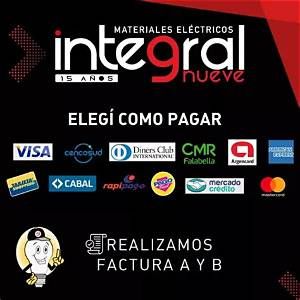 MATERIALES ELÉCTRICOS
integral
15 AÑOS
nueve
ELEGÍ COMO PAGAR
VISA
cencosud
Diners Club
INTERNATIONAL
CMR
Falabella
Argencard
AMERICAN EXPRESS
CABAL
rapipago
mercado
crédito
mastercard
REALIZAMOS
FACTURA A Y B